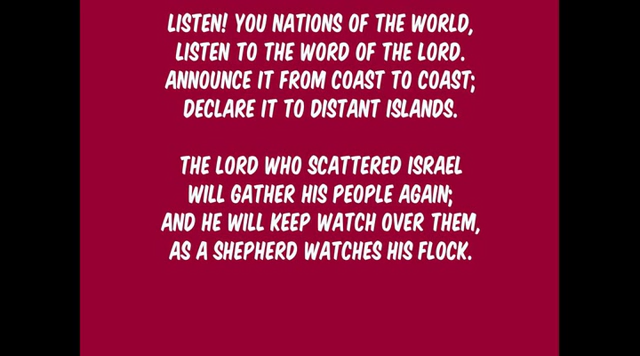 LISTEN! YOU NATIONS OF THE WORLD,
LISTEN TO THE WORD OF THE LORD.
ANNOUNCE IT FROM COAST TO COAST;
DECLARE IT TO DISTANT ISLANDS.
THE LORD WHO SCATTERED ISRAEL
WILL GATHER HIS PEOPLE AGAIN;
AND HE WILL KEEP WATCH OVER THEM,
AS A SHEPHERD WATCHES HIS FLOCK.